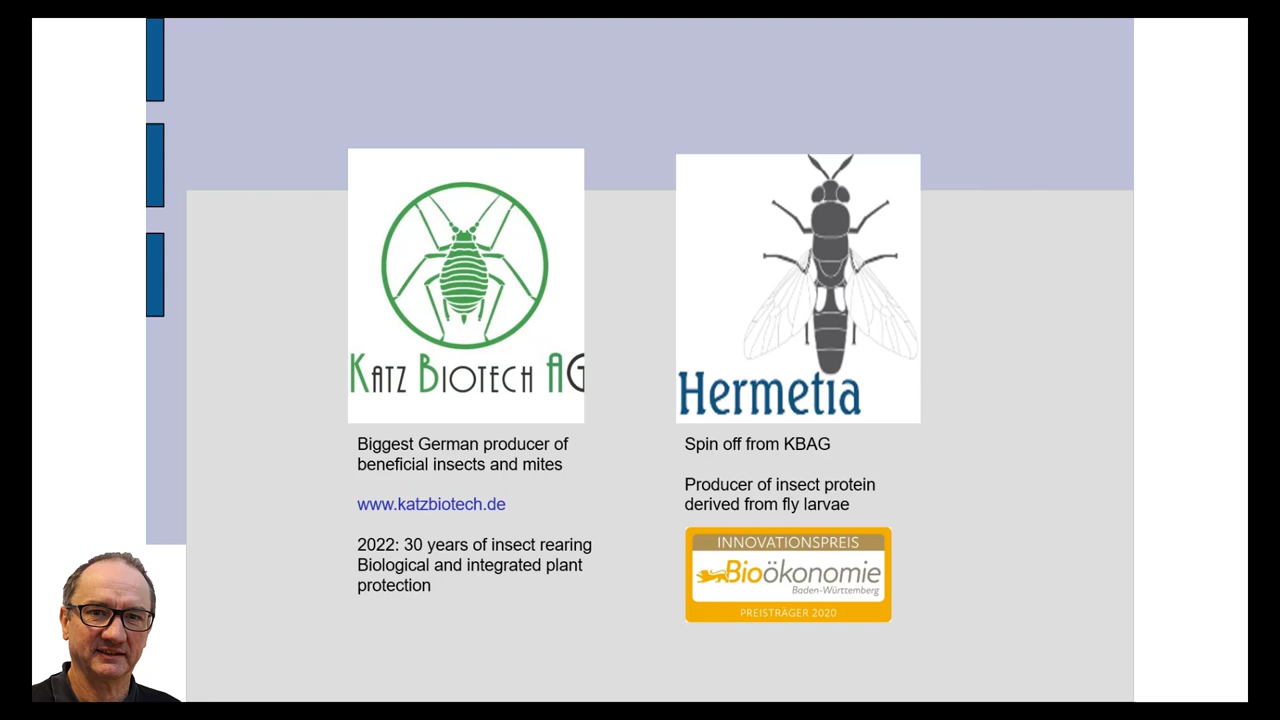 KATZ BIOTECH AG
Biggest German producer of
beneficial insects and mites
www.katzbiotech.de
2022: 30 years of insect rearing
Biological and integrated plant
protection
Hermetia
Spin off from KBAG
Producer of insect protein
derived from fly larvae
INNOVATIONSPREIS
Bioökonomie
Baden-Württemberg
PREISTRÄGER 2020